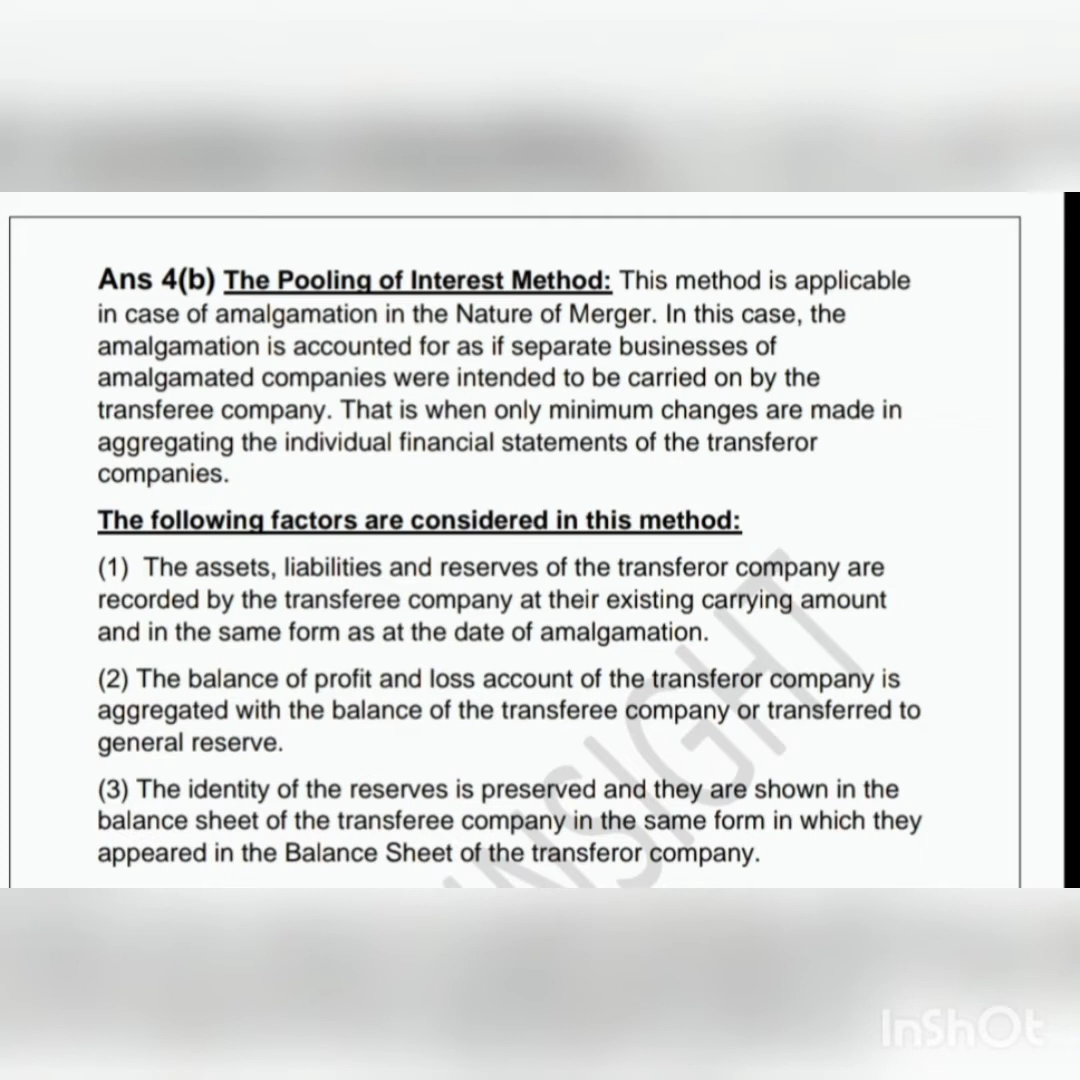 Ans 4(b) The Pooling of Interest Method: This method is applicable
in case of amalgamation in the Nature of Merger. In this case, the
amalgamation is accounted for as if separate businesses of
amalgamated companies were intended to be carried on by the
transferee company. That is when only minimum changes are made in
aggregating the individual financial statements of the transferor
companies.
The following factors are considered in this method:
(1) The assets, liabilities and reserves of the transferor company are
recorded by the transferee company at their existing carrying amount
and in the same form as at the date of amalgamation.
(2) The balance of profit and loss account of the transferor company is
aggregated with the balance of the transferee company or transferred to
general reserve.
(3) The identity of the reserves is preserved and they are shown in the
balance sheet of the transferee company in the same form in which they
appeared in the Balance Sheet of the transferor company.
INSIGHT
InShOt